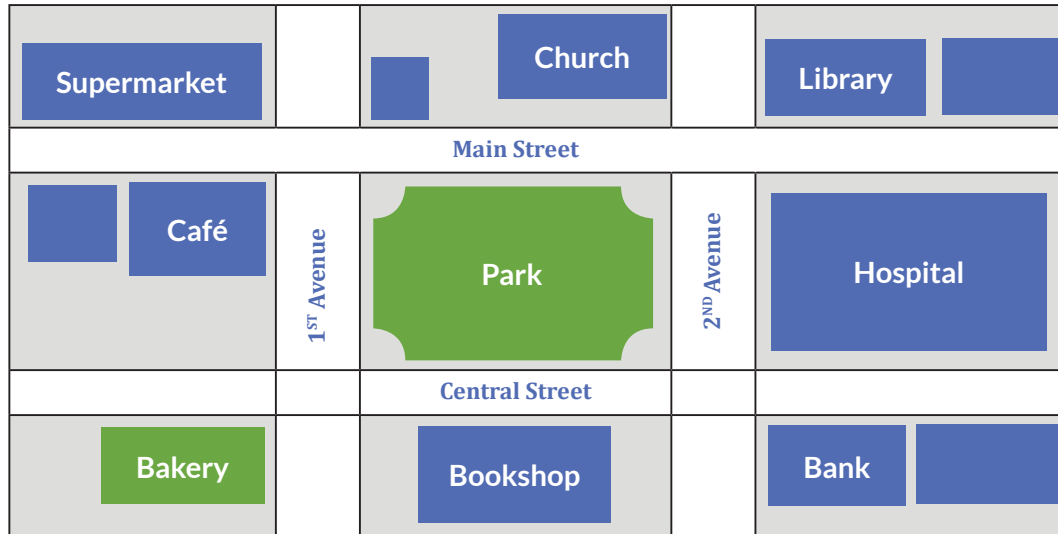 Supermarket
Church
Library
Main Street
Café
1ST Avenue
Park
2ND Avenue
Hospital
Central Street
Bakery
Bookshop
Bank